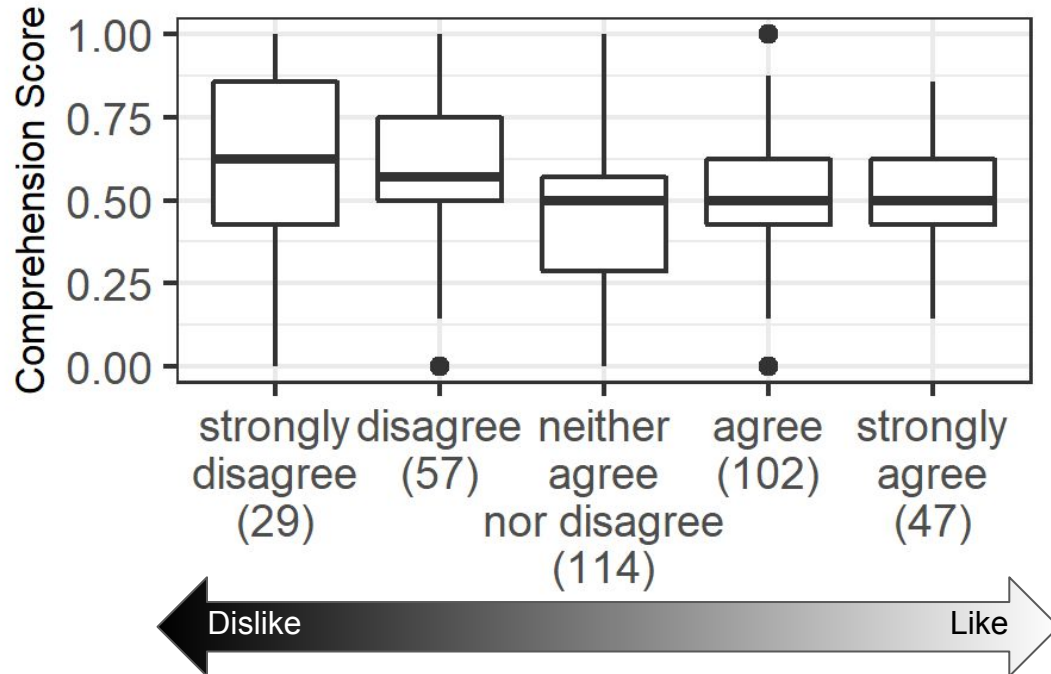 Comprehension Score
1.00
0.75
0.50
0.25
0.00
strongly
disagree
(29)
disagree
(57)
neither
agree
nor disagree
(114)
agree
(102)
strongly
agree
(47)
Dislike
Like